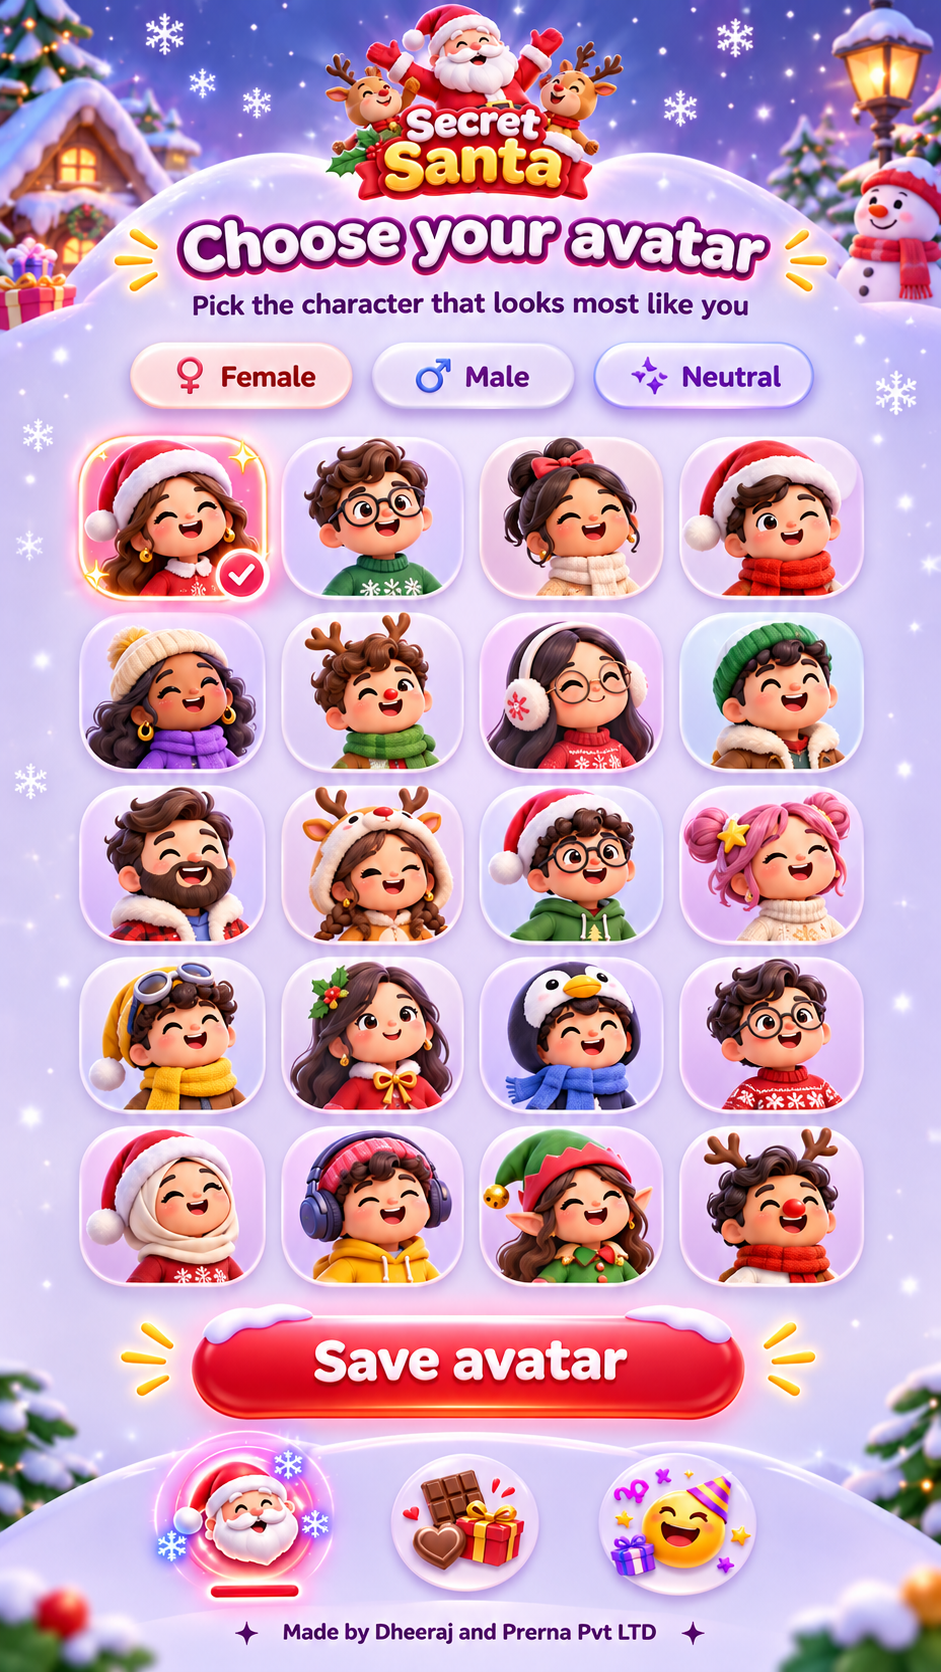 Secret
Santa
Choose your avatar
Pick the character that looks most like you
Female
Male
Neutral
Save avatar
Made by Dheeraj and Prerna Pvt LTD